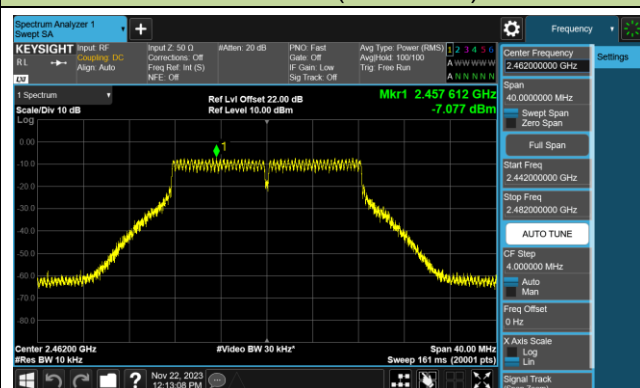 Spectrum Analyzer 1
Swept SA
+
Frequency
KEYSIGHT
RL
Input: RF
Coupling: DC
Align: Auto
Input Z: 50 Ω
Corrections: Off
Freq Ref: Int (S)
NFE: Off
#Atten: 20 dB
PNO: Fast
Gate: Off
IF Gain: Low
Sig Track: Off
Avg Type: Power (RMS)
Avg|Hold: 100/100
Trig: Free Run
1 2 3 4 5 6
A W W W W W
A N N N N N
LXI
1 Spectrum
Scale/Div 10 dB
Log
Ref Lvl Offset 22.00 dB
Ref Level 10.00 dBm
Mkr1 2.457 612 GHz
-7.077 dBm
1
0.00
-10.0
-20.0
-30.0
-40.0
-50.0
-60.0
-70.0
-80.0
Center 2.46200 GHz
#Res BW 10 kHz
#Video BW 30 kHz*
Span 40.00 MHz
Sweep 161 ms (20001 pts)
Nov 22, 2023
12:13:08 PM
?
Center Frequency
2.462000000 GHz
Span
40.0000000 MHz
Swept Span
Zero Span
Full Span
Start Freq
2.442000000 GHz
Stop Freq
2.482000000 GHz
AUTO TUNE
CF Step
4.000000 MHz
Auto
Man
Freq Offset
0 Hz
X Axis Scale
Log
Lin
Signal Track
Settings